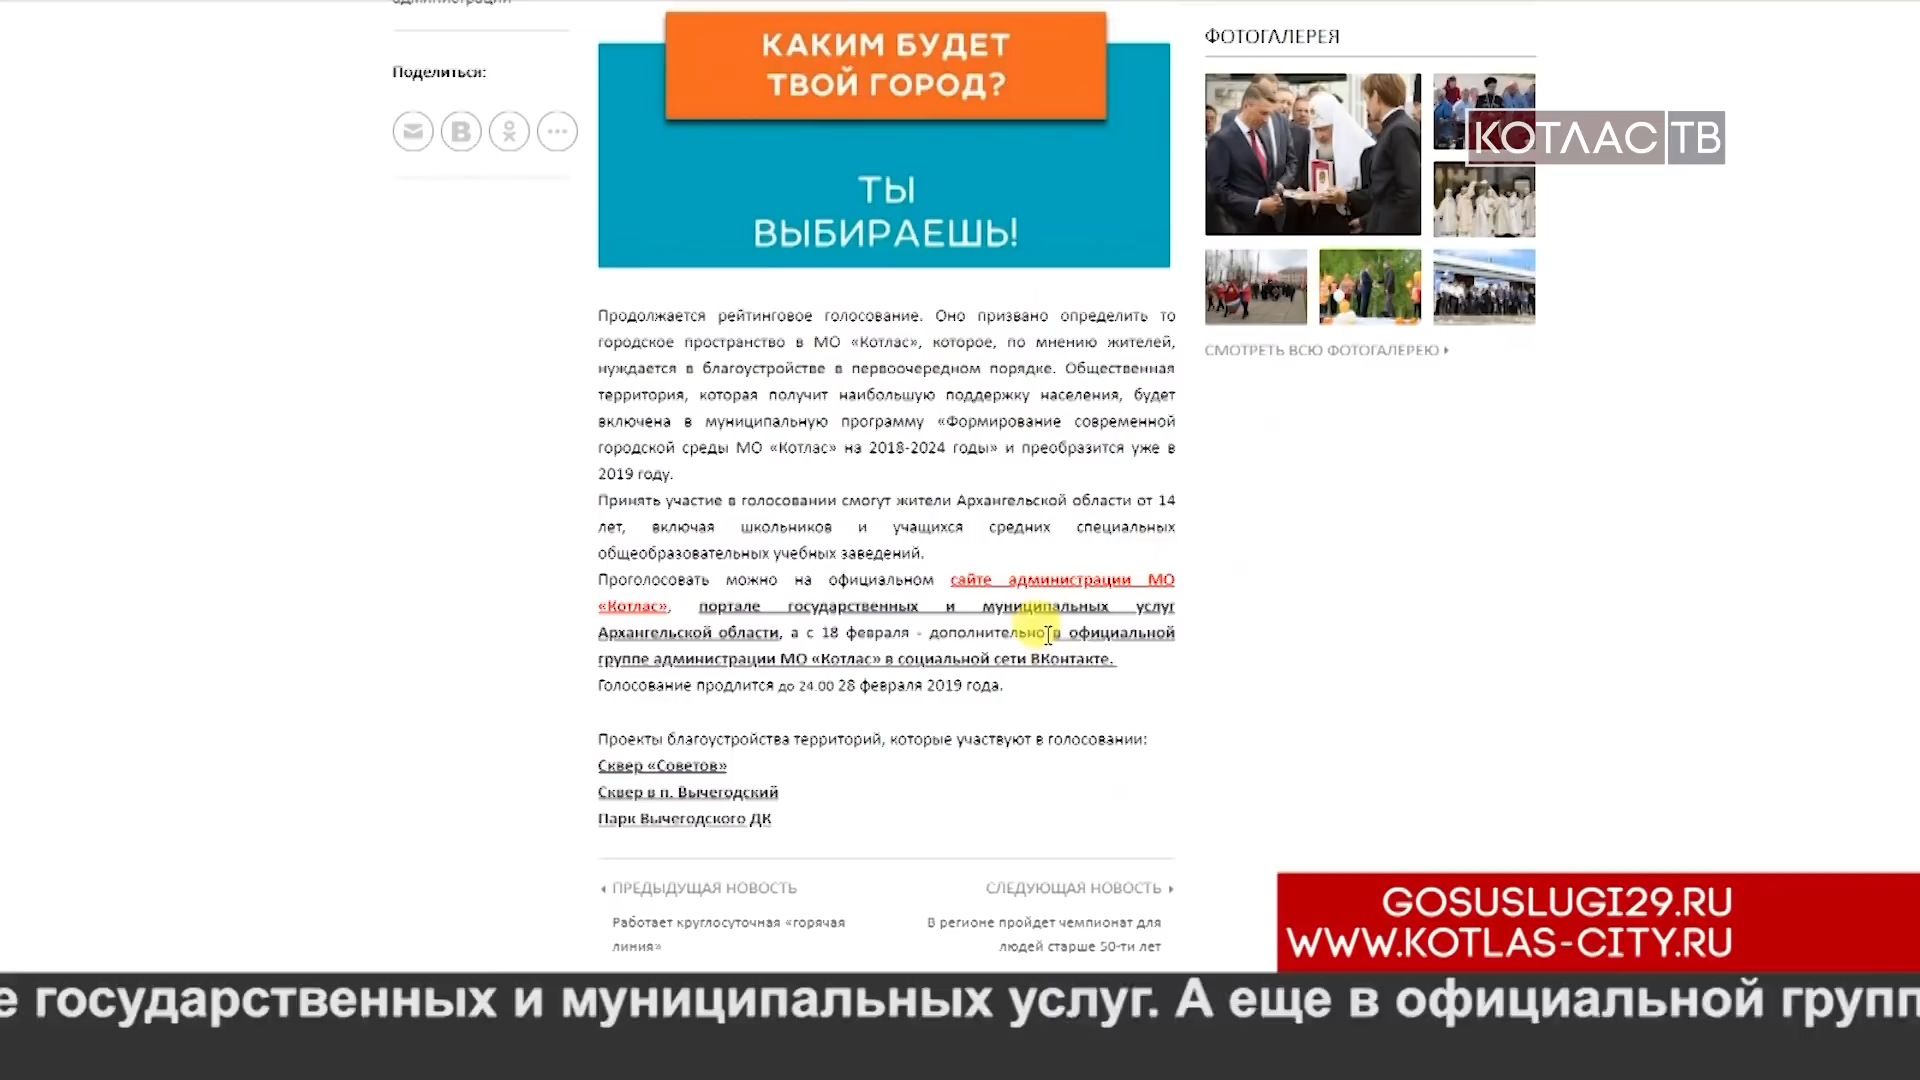 Поделиться:
КАКИМ БУДЕТ
ТВОЙ ГОРОД?
ТЫ
ВЫБИРАЕШЬ!
Продолжается рейтинговое голосование. Оно призвано определить то
городское пространство в МО «Котлас», которое, по мнению жителей,
нуждается в благоустройстве в первоочередном порядке. Общественная
территория, которая получит наибольшую поддержку населения, будет
включена в муниципальную программу «Формирование современной
городской среды МО «Котлас» на 2018-2024 годы» и преобразится уже в
2019 году.
Принять участие в голосовании смогут жители Архангельской области от 14
лет, включая школьников и учащихся средних специальных
общеобразовательных учебных заведений.
Проголосовать можно на официальном сайте администрации МО
«Котлас», портале государственных и муниципальных услуг
Архангельской области, а с 18 февраля - дополнительно в официальной
группе администрации МО «Котлас» в социальной сети ВКонтакте.
Голосование продлится до 24.00 28 февраля 2019 года.
Проекты благоустройства территорий, которые участвуют в голосовании:
Сквер «Советов»
Сквер в п. Вычегодский
Парк Вычегодского ДК
ПРЕДЫДУЩАЯ НОВОСТЬ
Работает круглосуточная «горячая
линия»
СЛЕДУЮЩАЯ НОВОСТЬ
В регионе пройдет чемпионат для
людей старше 50-ти лет
ФОТОГАЛЕРЕЯ
КОТЛАС ТВ
СМОТРЕТЬ ВСЮ ФОТОГАЛЕРЕЮ
GOSUSLUGI29.RU
WWW.KOTLAS-CITY.RU
е государственных и муниципальных услуг. А еще в официальной групп